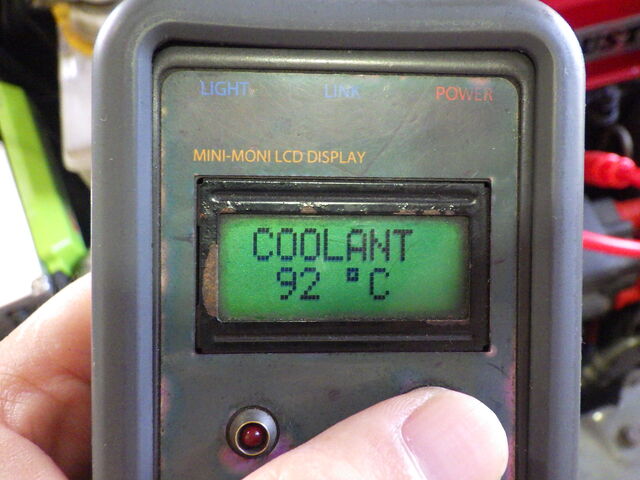 LIGHT LINK POWER
MINI-MONI LCD DISPLAY
COOLANT
92 °C